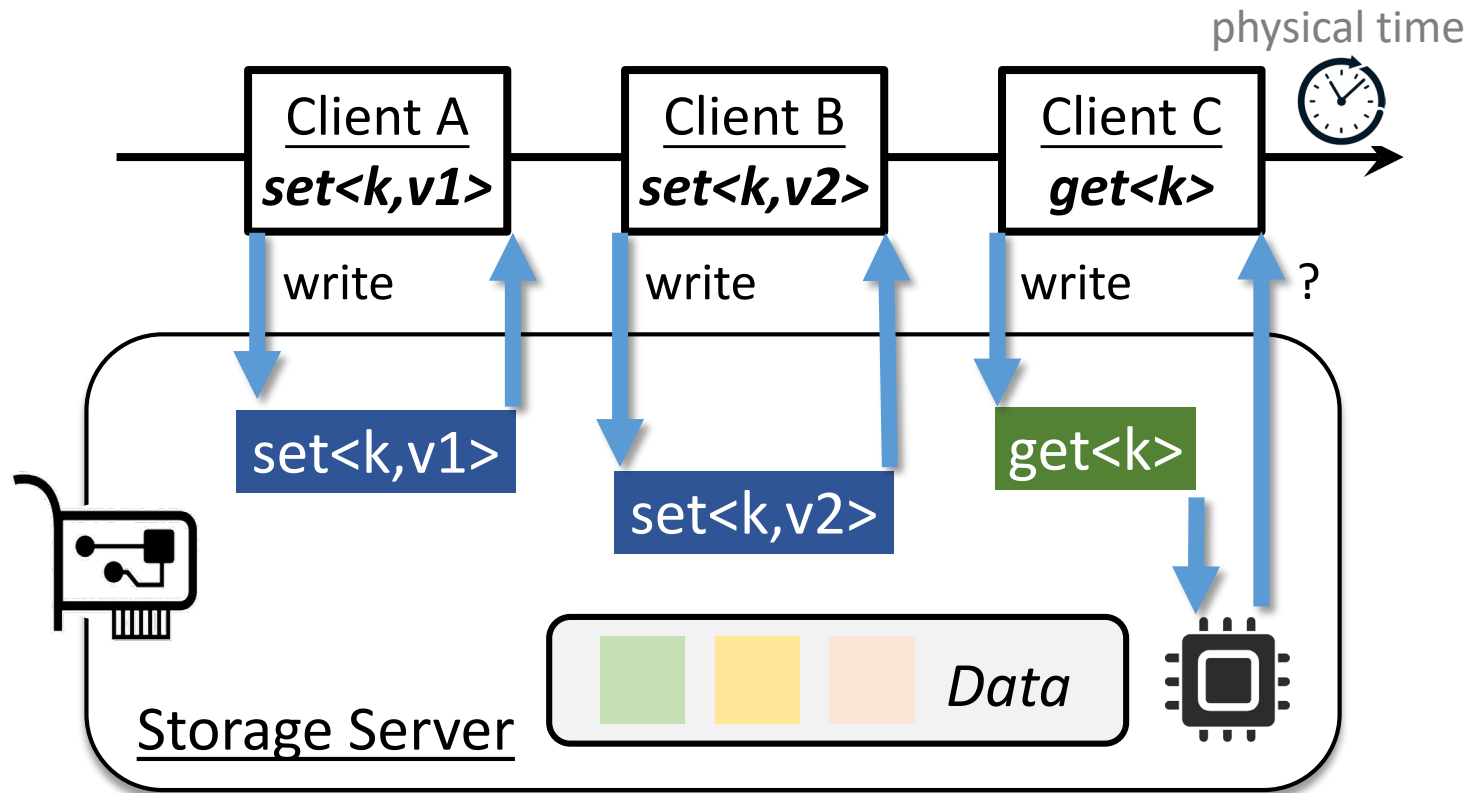 physical time
Client A
set<k,v1>
Client B
set<k,v2>
Client C
get<k>
write
write
write
?
set<k,v1>
set<k,v2>
get<k>
Data
Storage Server